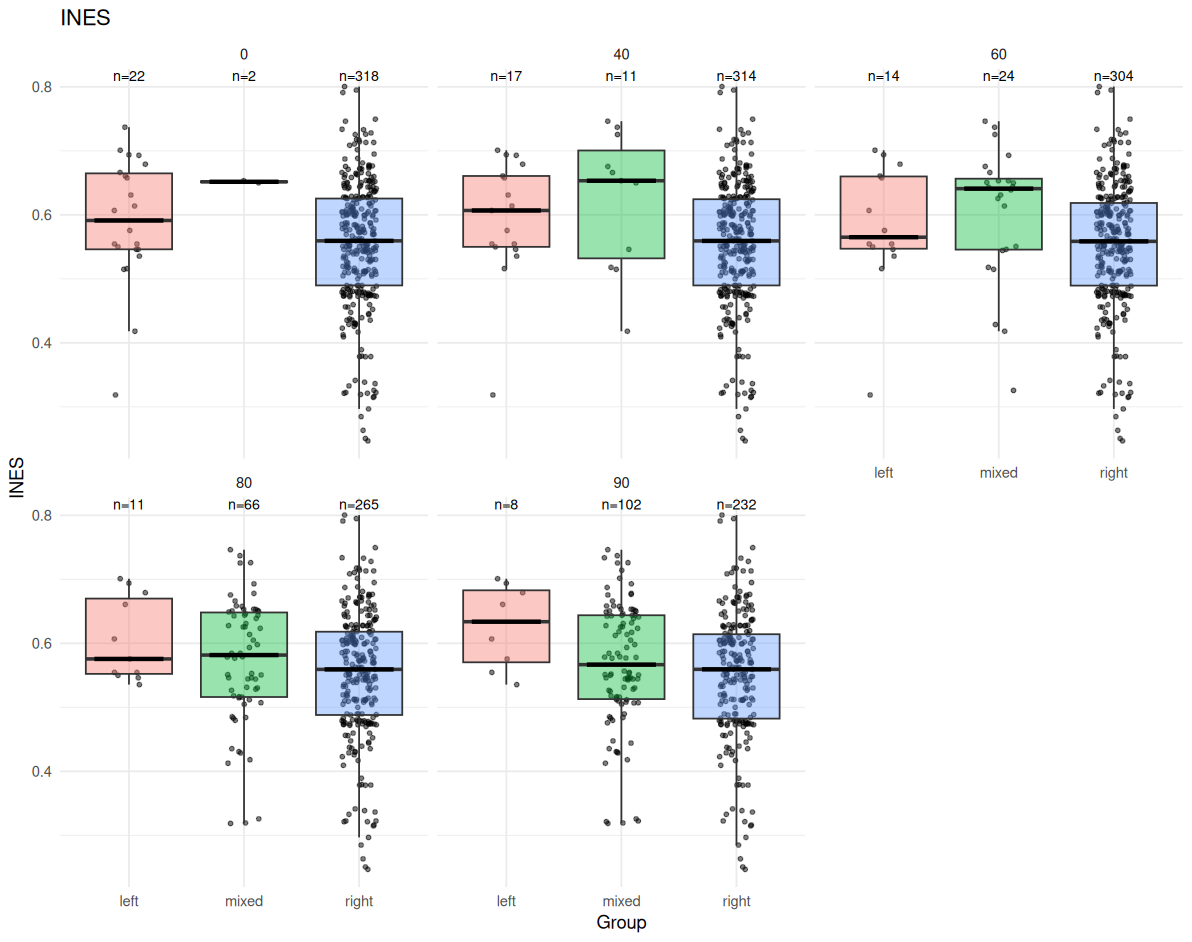 INES
0
40
60
n=22
n=2
n=318
n=17
n=11
n=314
n=14
n=24
n=304
0.8
0.6
0.4
left
mixed
right
INES
80
90
n=11
n=66
n=265
n=8
n=102
n=232
0.8
0.6
0.4
left
mixed
right
left
mixed
right
Group